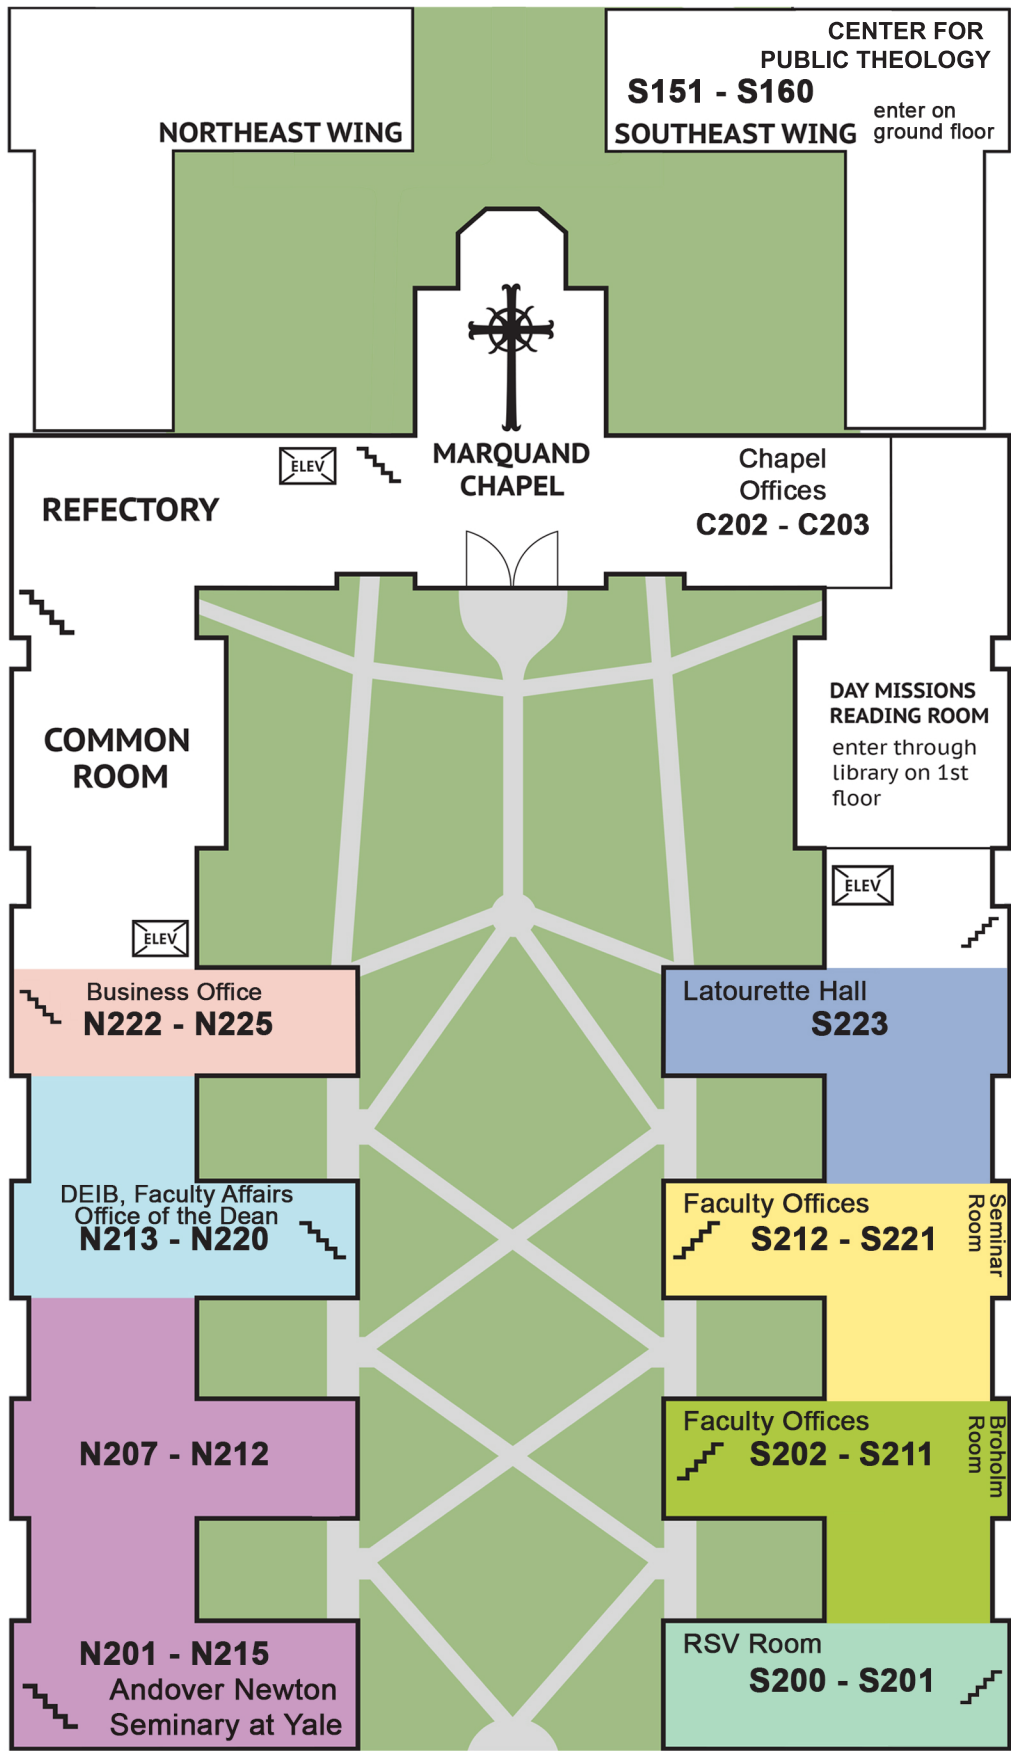 CENTER FOR
PUBLIC THEOLOGY
S151 - S160
enter on
ground floor
NORTHEAST WING
SOUTHEAST WING
MARQUAND
CHAPEL
ELEV
REFECTORY
Chapel
Offices
C202 - C203
COMMON
ROOM
DAY MISSIONS
READING ROOM
enter through
library on 1st
floor
ELEV
ELEV
Business Office
N222 - N225
Latourette Hall
S223
DEIB, Faculty Affairs
Office of the Dean
N213 - N220
Faculty Offices
S212 - S221
Seminar
Room
N207 - N212
Faculty Offices
S202 - S211
Broholm
Room
N201 - N215
Andover Newton
Seminary at Yale
RSV Room
S200 - S201